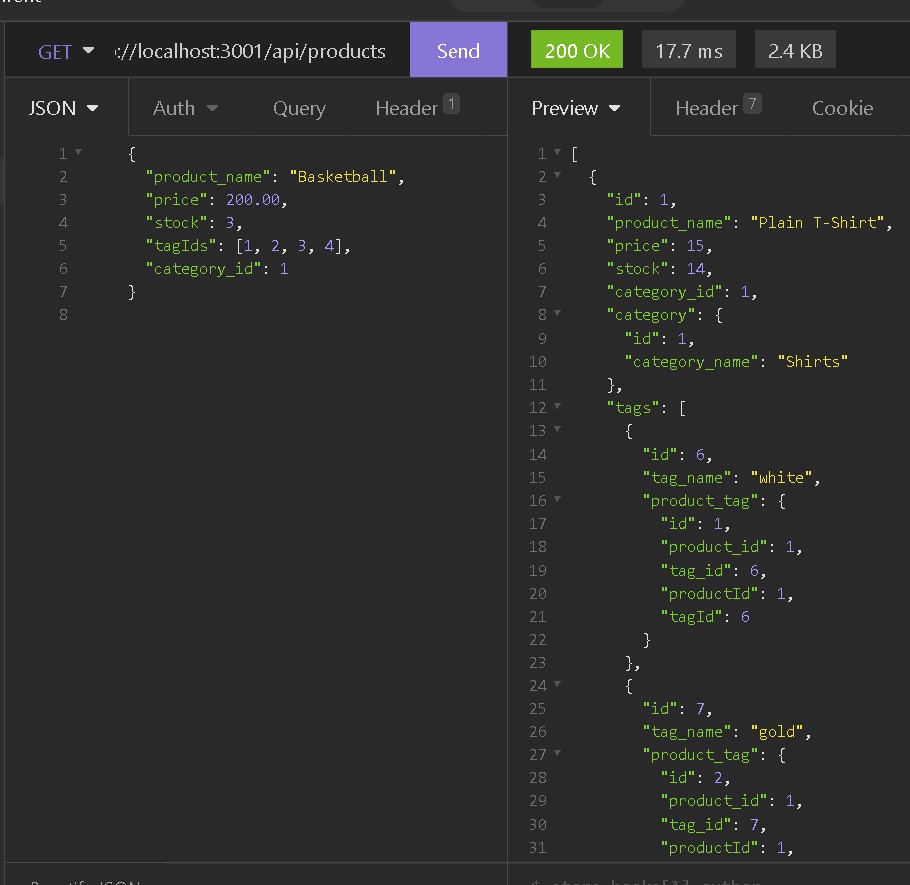 GET ://localhost:3001/api/products Send 200 OK 17.7 ms 2.4 KB
JSON Auth Query Header 1 Preview Header 7 Cookie
1 {
2 "product_name": "Basketball",
3 "price": 200.00,
4 "stock": 3,
5 "tagIds": [1, 2, 3, 4],
6 "category_id": 1
7 }
8
1 [
2 {
3 "id": 1,
4 "product_name": "Plain T-Shirt",
5 "price": 15,
6 "stock": 14,
7 "category_id": 1,
8 "category": {
9 "id": 1,
10 "category_name": "Shirts"
11 },
12 "tags": [
13 {
14 "id": 6,
15 "tag_name": "white",
16 "product_tag": {
17 "id": 1,
18 "product_id": 1,
19 "tag_id": 6,
20 "productId": 1,
21 "tagId": 6
22 }
23 },
24 {
25 "id": 7,
26 "tag_name": "gold",
27 "product_tag": {
28 "id": 2,
29 "product_id": 1,
30 "tag_id": 7,
31 "productId": 1,